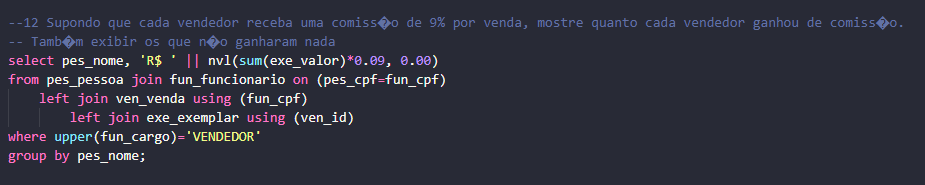 --12 Supondo que cada vendedor receba uma comiss�o de 9% por venda, mostre quanto cada vendedor ganhou de comiss�o.
-- Tamb�m exibir os que n�o ganharam nada
select pes_nome, 'R$ ' || nvl(sum(exe_valor)*0.09, 0.00)
from pes_pessoa join fun_funcionario on (pes_cpf=fun_cpf)
    left join ven_venda using (fun_cpf)
        left join exe_exemplar using (ven_id)
where upper(fun_cargo)='VENDEDOR'
group by pes_nome;